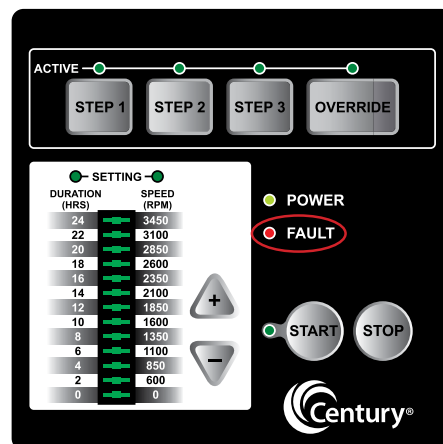 ACTIVE
STEP 1 STEP 2 STEP 3 OVERRIDE
SETTING
DURATION (HRS) SPEED (RPM)
24 3450
22 3100
20 2850
18 2600
16 2350
14 2100
12 1850
10 1600
8 1350
6 1100
4 850
2 600
0 0
+
−
POWER
FAULT
START STOP
Century®